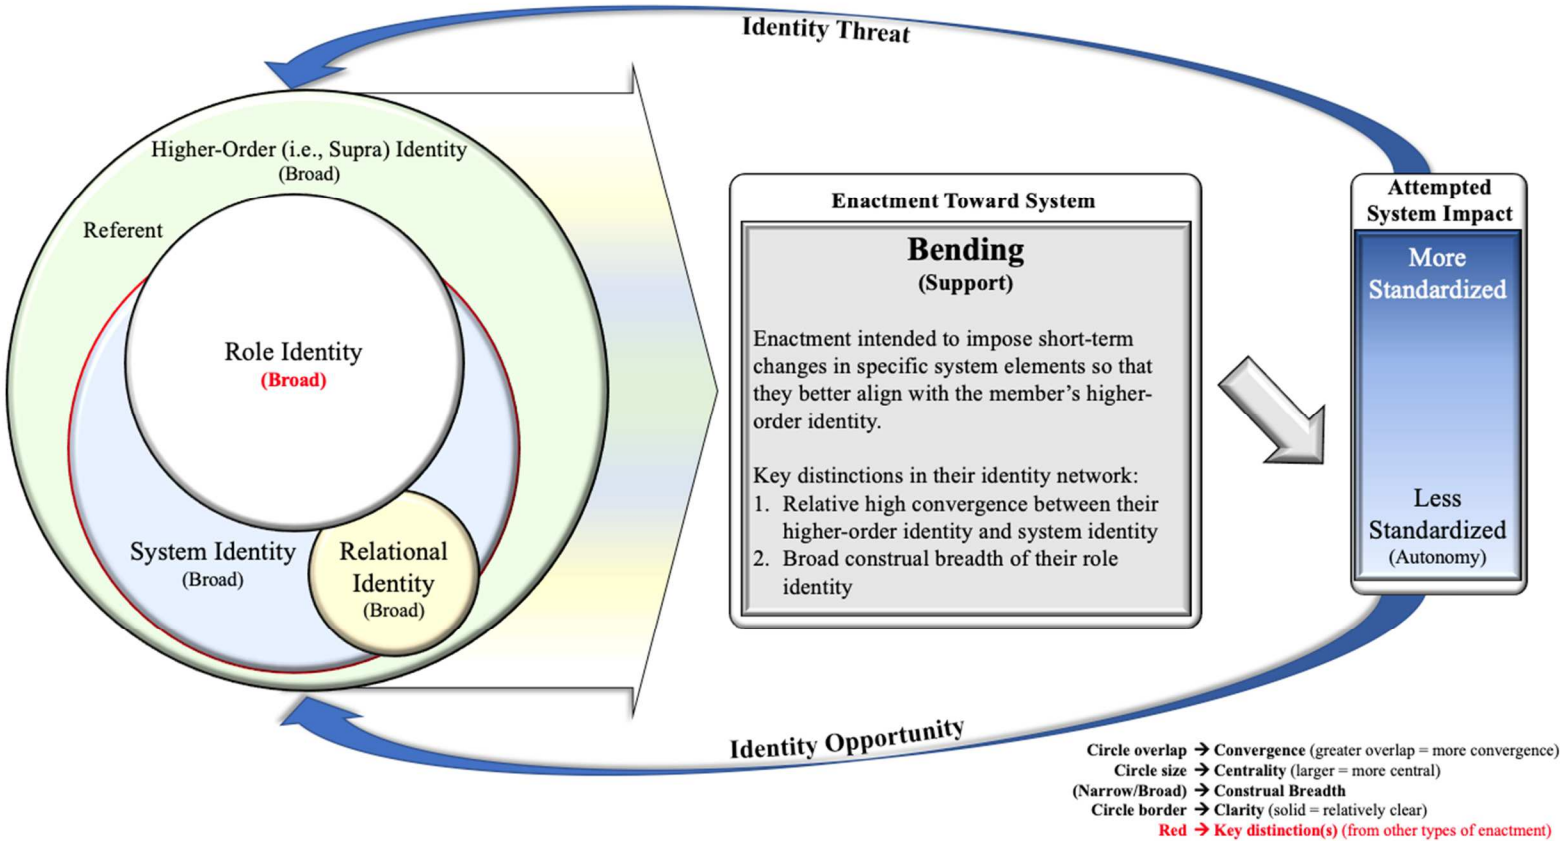 Identity Threat
Higher-Order (i.e., Supra) Identity
(Broad)
Referent
Role Identity
(Broad)
System Identity
(Broad)
Relational
Identity
(Broad)
Enactment Toward System
Bending
(Support)
Enactment intended to impose short-term
changes in specific system elements so that
they better align with the member’s higher-
order identity.
Key distinctions in their identity network:
1. Relative high convergence between their
higher-order identity and system identity
2. Broad construal breadth of their role
identity
Attempted
System Impact
More
Standardized
Less
Standardized
(Autonomy)
Identity Opportunity
Circle overlap → Convergence (greater overlap = more convergence)
Circle size → Centrality (larger = more central)
(Narrow/Broad) → Construal Breadth
Circle border → Clarity (solid = relatively clear)
Red → Key distinction(s) (from other types of enactment)